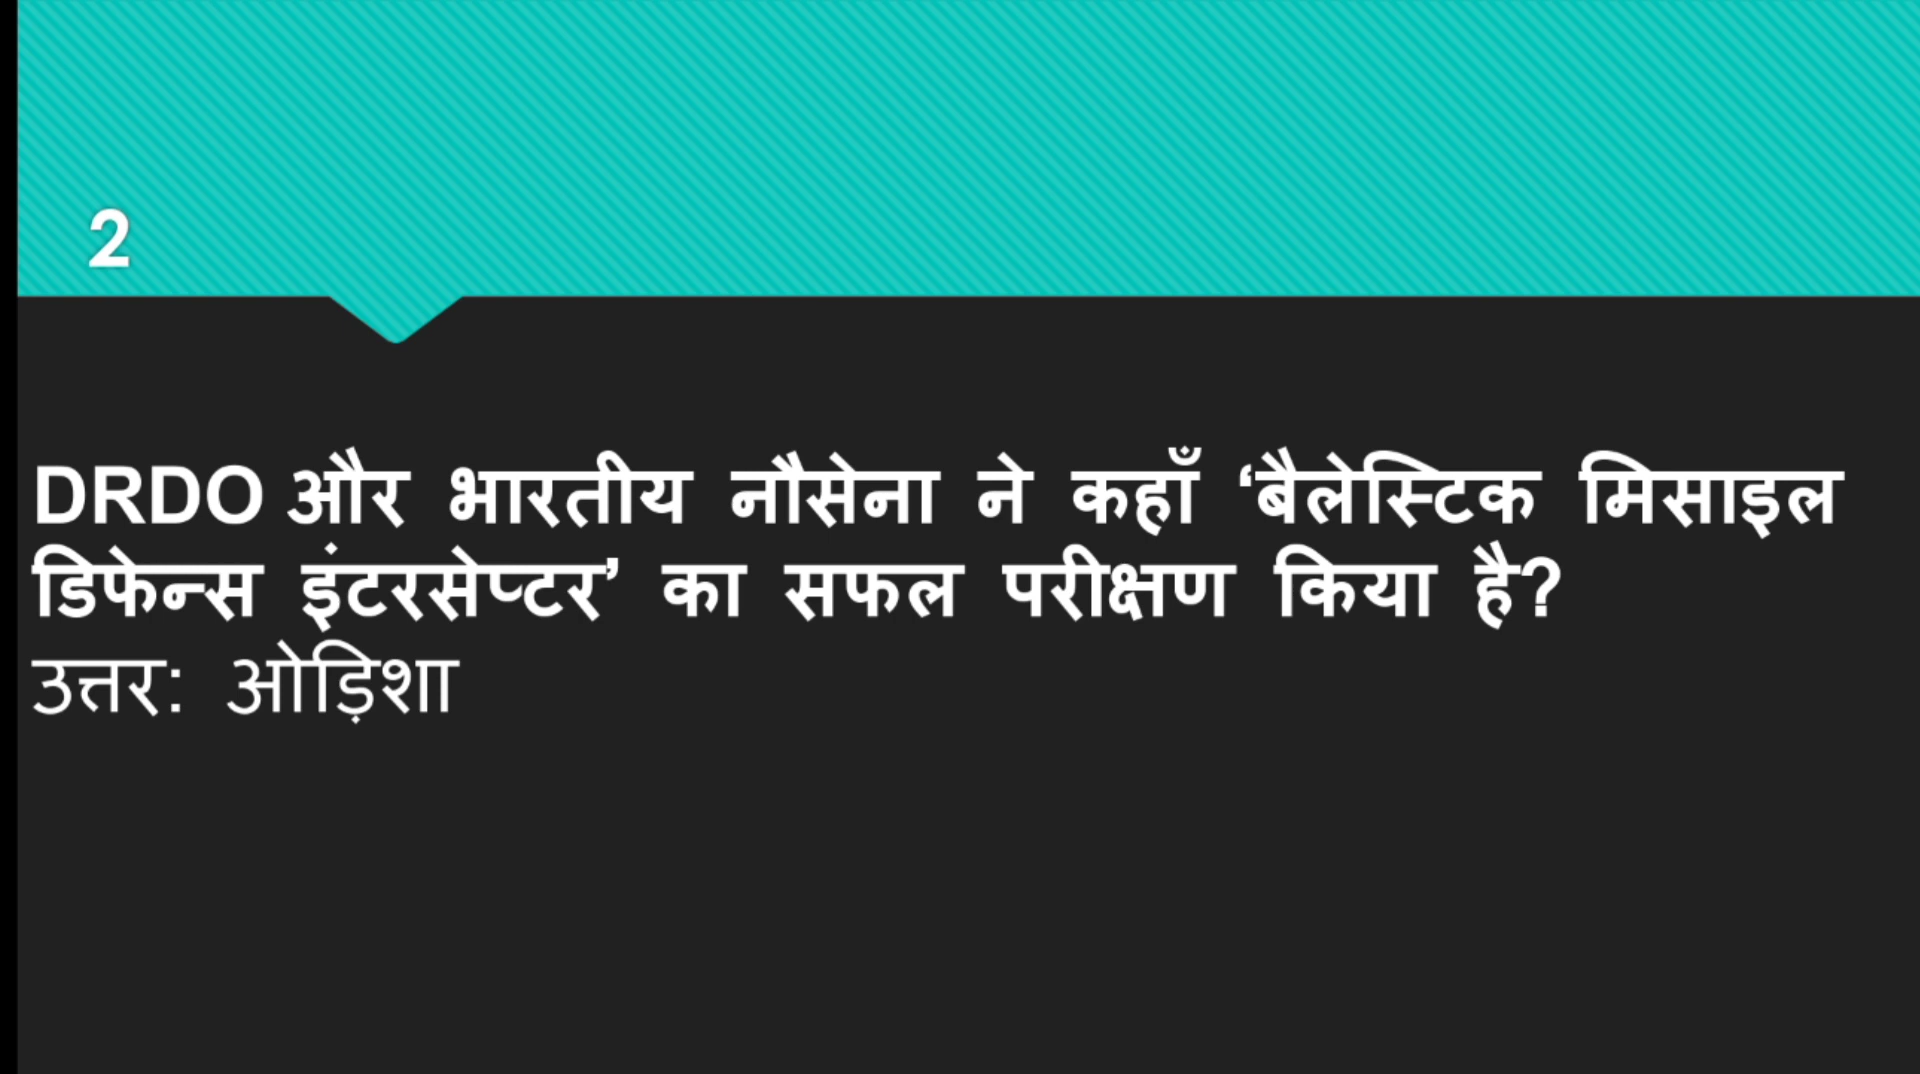 2
DRDO और भारतीय नौसेना ने कहाँ ‘बैलेस्टिक मिसाइल
डिफेन्स इंटरसेप्टर’ का सफल परीक्षण किया है?
उत्तर: ओड़िशा